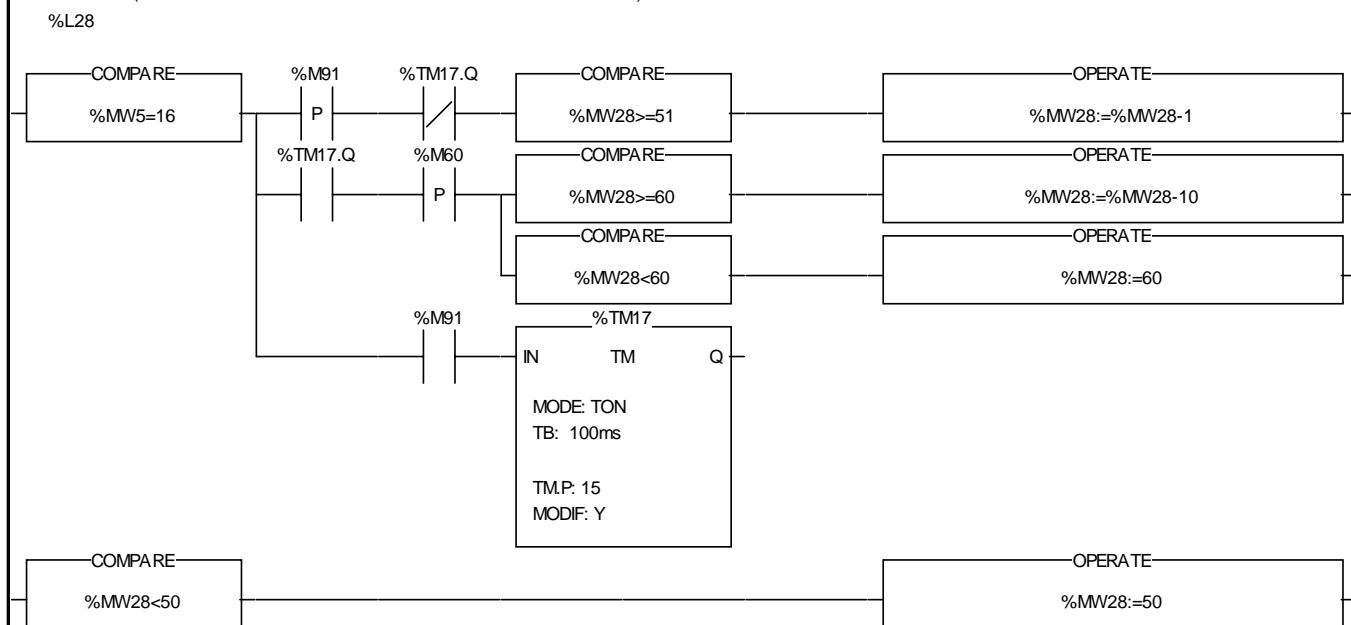 %L28
COMPARE %M91 %TM17.Q COMPARE OPERATE
%MW5=16 P %MW28>=51 %MW28:=%MW28-1
%TM17.Q %M60 COMPARE OPERATE
P %MW28>=60 %MW28:=%MW28-10
COMPARE OPERATE
%MW28<60 %MW28:=60
%M91 %TM17
IN TM Q
MODE: TON
TB: 100ms
TM.P: 15
MODIF: Y
COMPARE OPERATE
%MW28<50 %MW28:=50